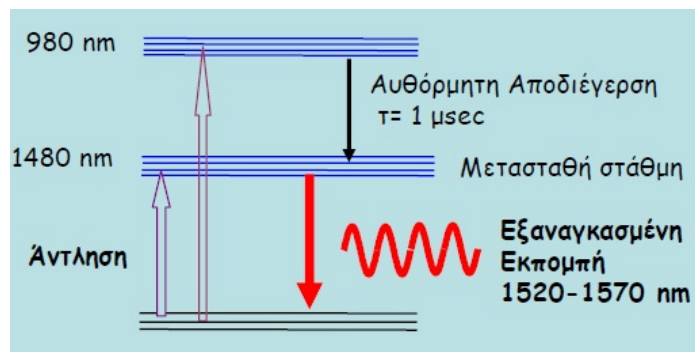 980 nm
Αυθόρμητη Αποδιέγερση
τ= 1 μsec
1480 nm
Μετασταθή στάθμη
Άντληση
Εξαναγκασμένη
Εκπομπή
1520-1570 nm